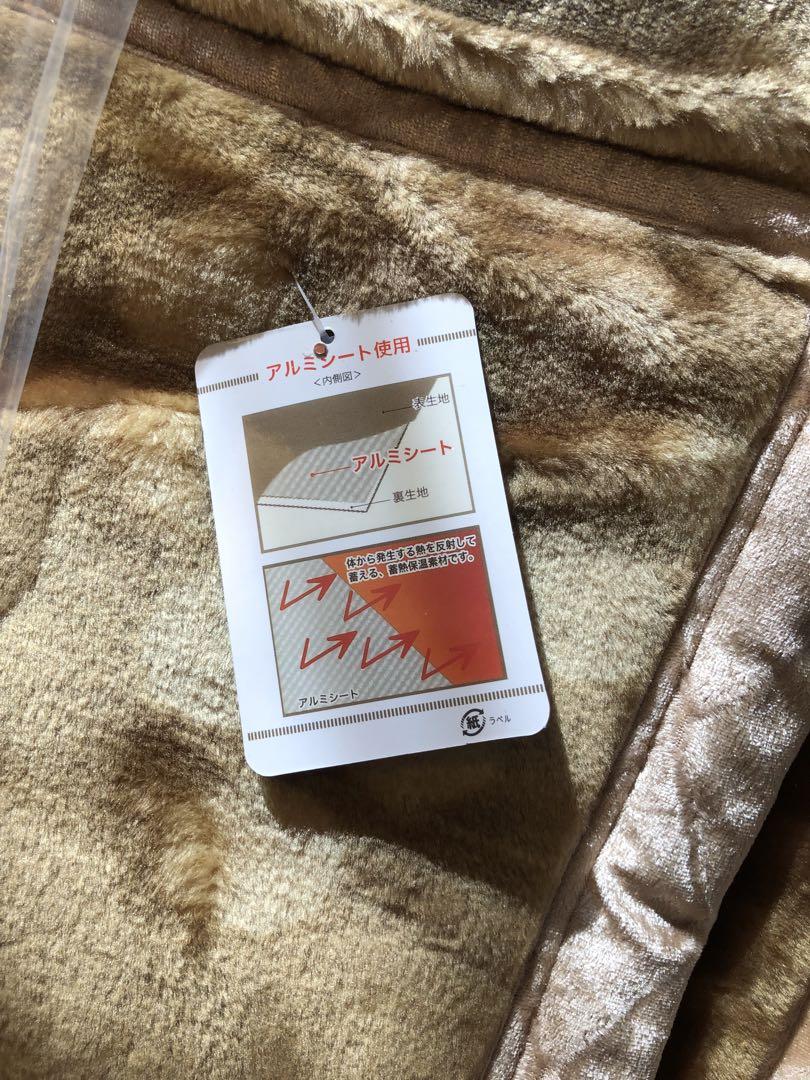 アルミシート使用
＜内側図＞
表生地
アルミシート
裏生地
体から発生する熱を反射して
蓄える、蓄熱保温素材です。
アルミシート
紙
ラベル